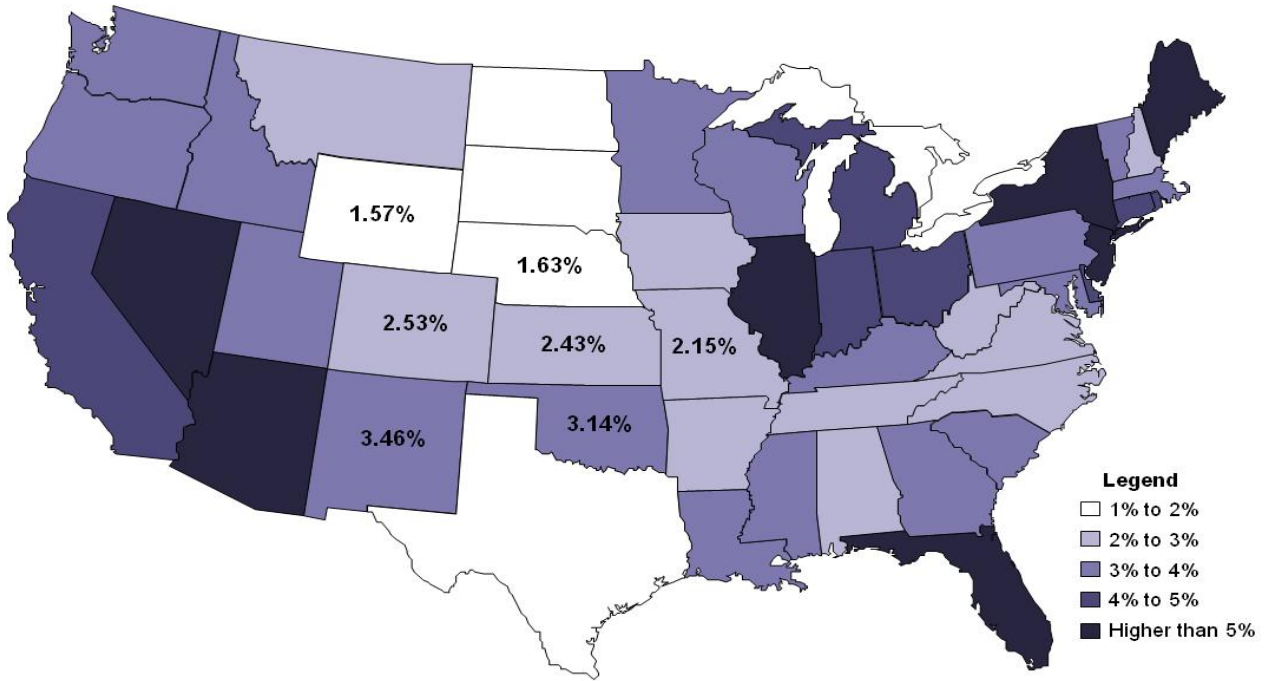 1.57%
1.63%
2.53%
2.43%
2.15%
3.46%
3.14%
Legend
1% to 2%
2% to 3%
3% to 4%
4% to 5%
Higher than 5%